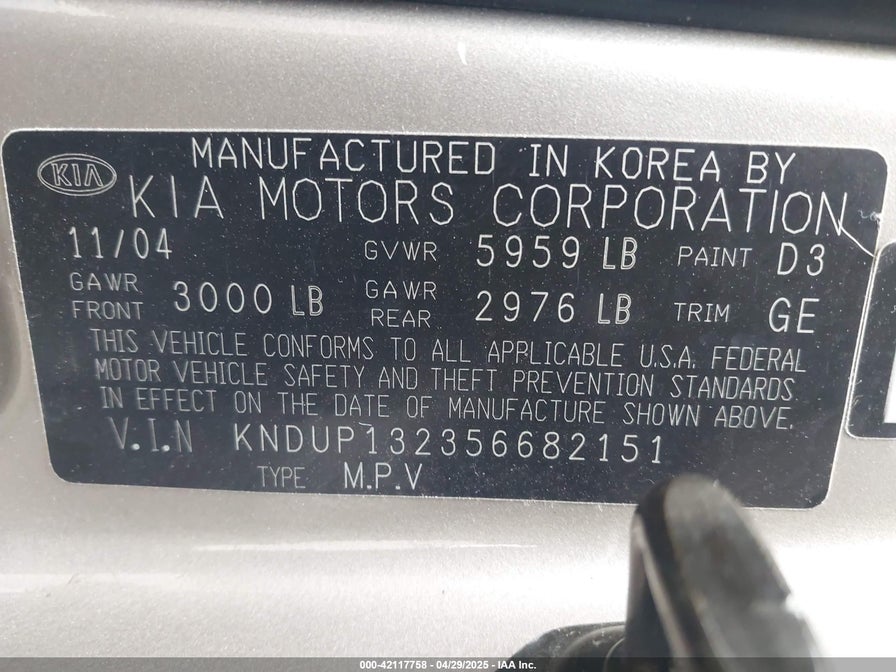 MANUFACTURED IN KOREA BY
KIA KIA MOTORS CORPORATION
11/04 GVWR 5959 LB PAINT D3
GAWR FRONT 3000 LB GAWR REAR 2976 LB TRIM GE
THIS VEHICLE CONFORMS TO ALL APPLICABLE U.S.A. FEDERAL
MOTOR VEHICLE SAFETY AND THEFT PREVENTION STANDARDS
IN EFFECT ON THE DATE OF MANUFACTURE SHOWN ABOVE.
V.I.N KNDUP132356682151
TYPE M.P.V
000-42117758 - 04/29/2025 - IAA Inc.